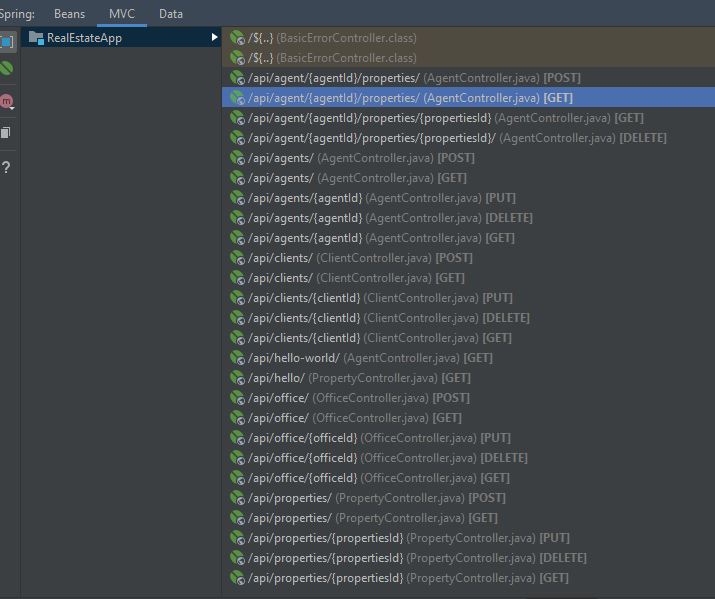 Spring: Beans MVC Data
RealEstateApp
/${..} (BasicErrorController.class)
/${..} (BasicErrorController.class)
/api/agent/{agentId}/properties/ (AgentController.java) [POST]
/api/agent/{agentId}/properties/ (AgentController.java) [GET]
/api/agent/{agentId}/properties/{propertiesId} (AgentController.java) [GET]
/api/agent/{agentId}/properties/{propertiesId}/ (AgentController.java) [DELETE]
/api/agents/ (AgentController.java) [POST]
/api/agents/ (AgentController.java) [GET]
/api/agents/{agentId} (AgentController.java) [PUT]
/api/agents/{agentId} (AgentController.java) [DELETE]
/api/agents/{agentId} (AgentController.java) [GET]
/api/clients/ (ClientController.java) [POST]
/api/clients/ (ClientController.java) [GET]
/api/clients/{clientId} (ClientController.java) [PUT]
/api/clients/{clientId} (ClientController.java) [DELETE]
/api/clients/{clientId} (ClientController.java) [GET]
/api/hello-world/ (AgentController.java) [GET]
/api/hello/ (PropertyController.java) [GET]
/api/office/ (OfficeController.java) [POST]
/api/office/ (OfficeController.java) [GET]
/api/office/{officeId} (OfficeController.java) [PUT]
/api/office/{officeId} (OfficeController.java) [DELETE]
/api/office/{officeId} (OfficeController.java) [GET]
/api/properties/ (PropertyController.java) [POST]
/api/properties/ (PropertyController.java) [GET]
/api/properties/{propertiesId} (PropertyController.java) [PUT]
/api/properties/{propertiesId} (PropertyController.java) [DELETE]
/api/properties/{propertiesId} (PropertyController.java) [GET]